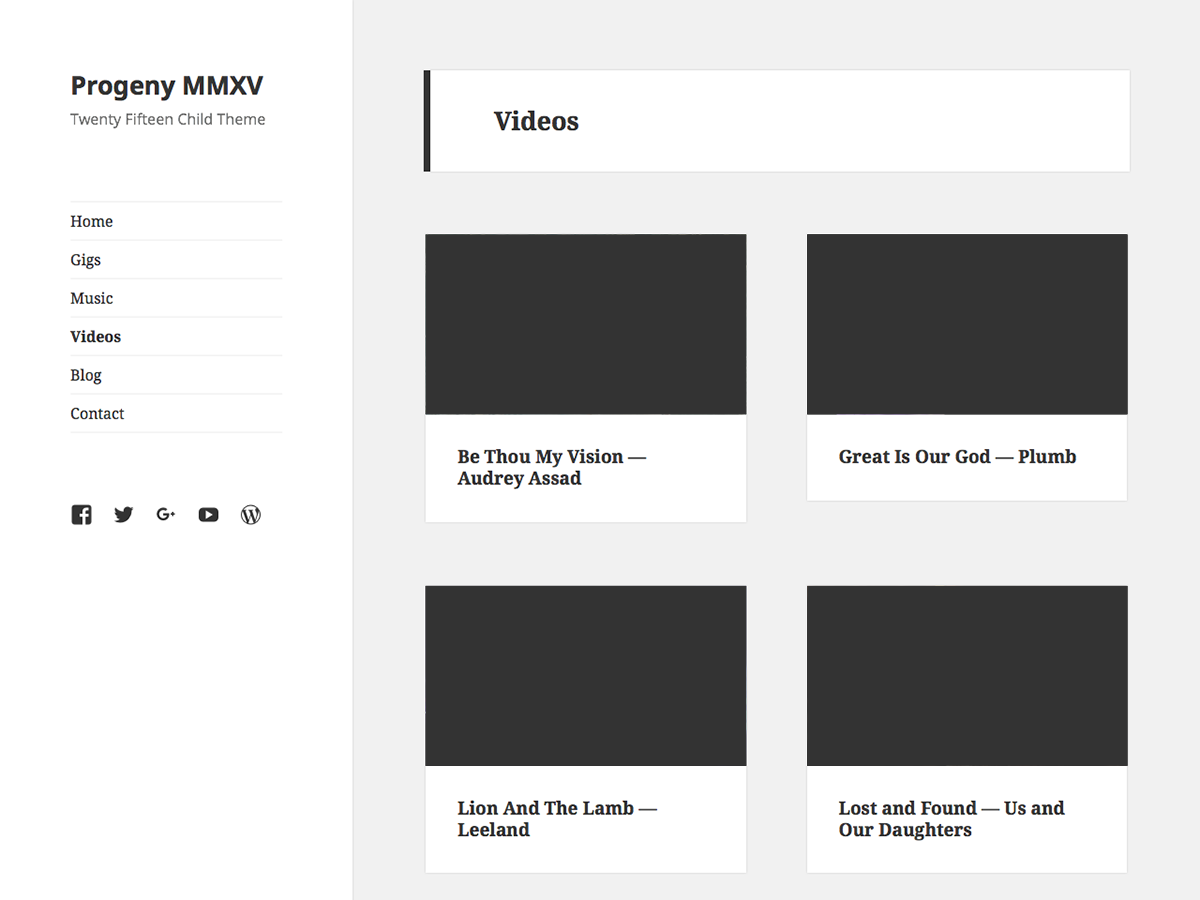 Progeny MMXV
Twenty Fifteen Child Theme
Home
Gigs
Music
Videos
Blog
Contact
Videos
Be Thou My Vision —
Audrey Assad
Great Is Our God — Plumb
Lion And The Lamb —
Leeland
Lost and Found — Us and
Our Daughters